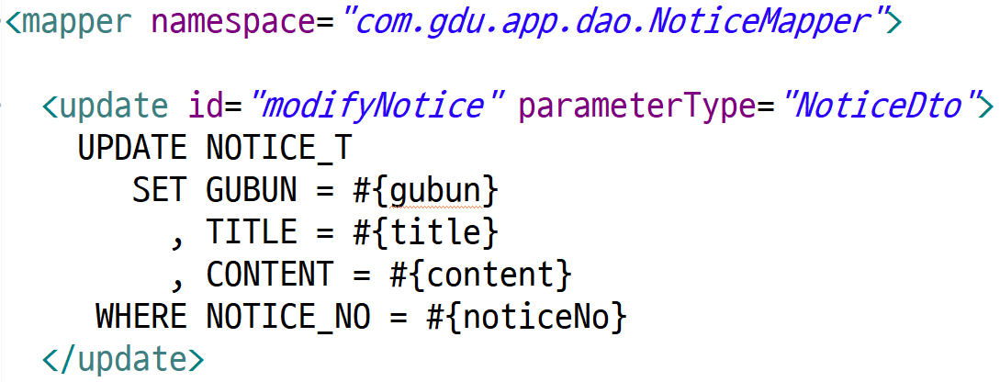 <mapper namespace="com.gdu.app.dao.NoticeMapper">
<update id="modifyNotice" parameterType="NoticeDto">
UPDATE NOTICE_T
SET GUBUN = #{gubun}
, TITLE = #{title}
, CONTENT = #{content}
WHERE NOTICE_NO = #{noticeNo}
</update>